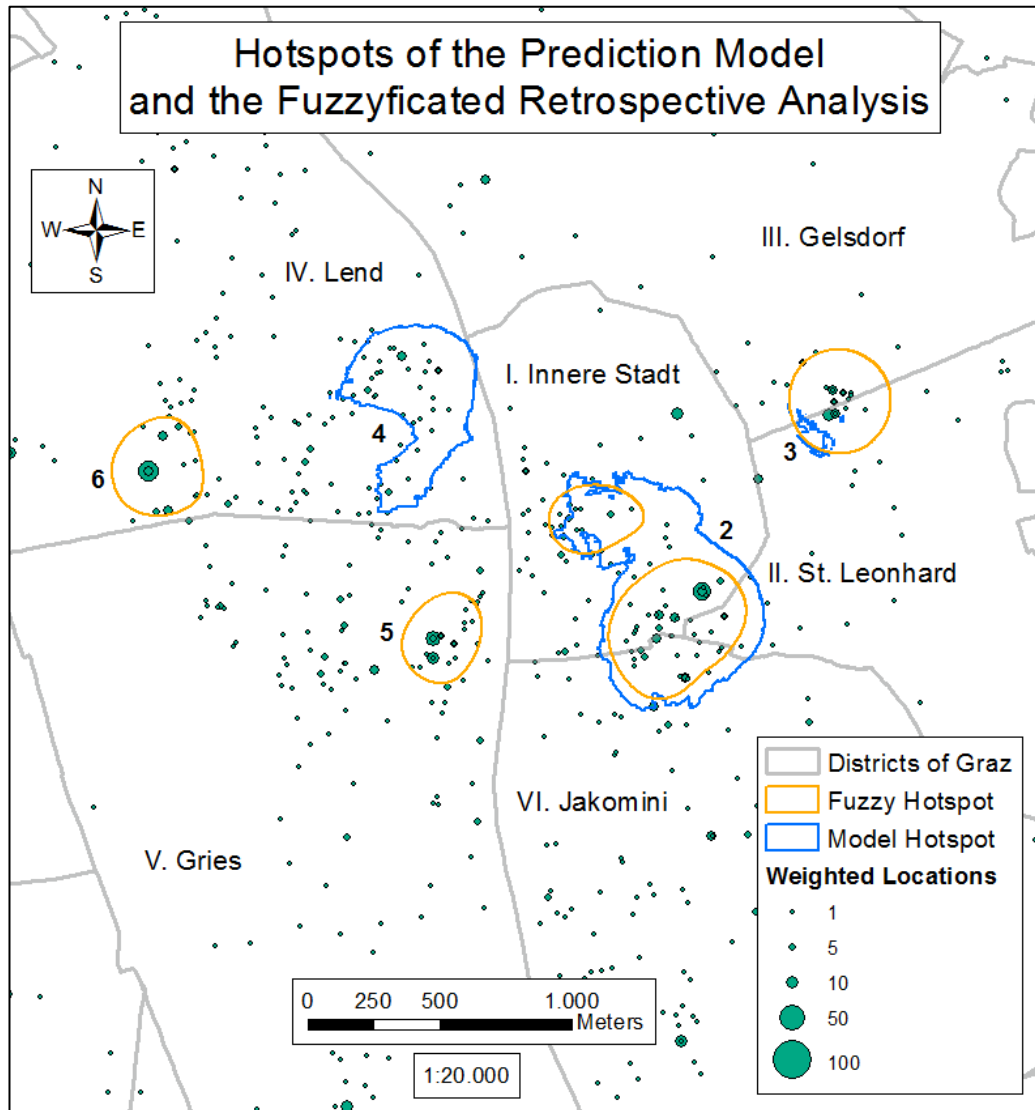 Hotspots of the Prediction Model
and the Fuzzyficated Retrospective Analysis
N
W E
S
III. Gelsdorf
IV. Lend
I. Innere Stadt
4
3
6
2
II. St. Leonhard
5
Districts of Graz
Fuzzy Hotspot
Model Hotspot
Weighted Locations
1
5
10
50
100
VI. Jakomini
V. Gries
0 250 500 1.000
Meters
1:20.000